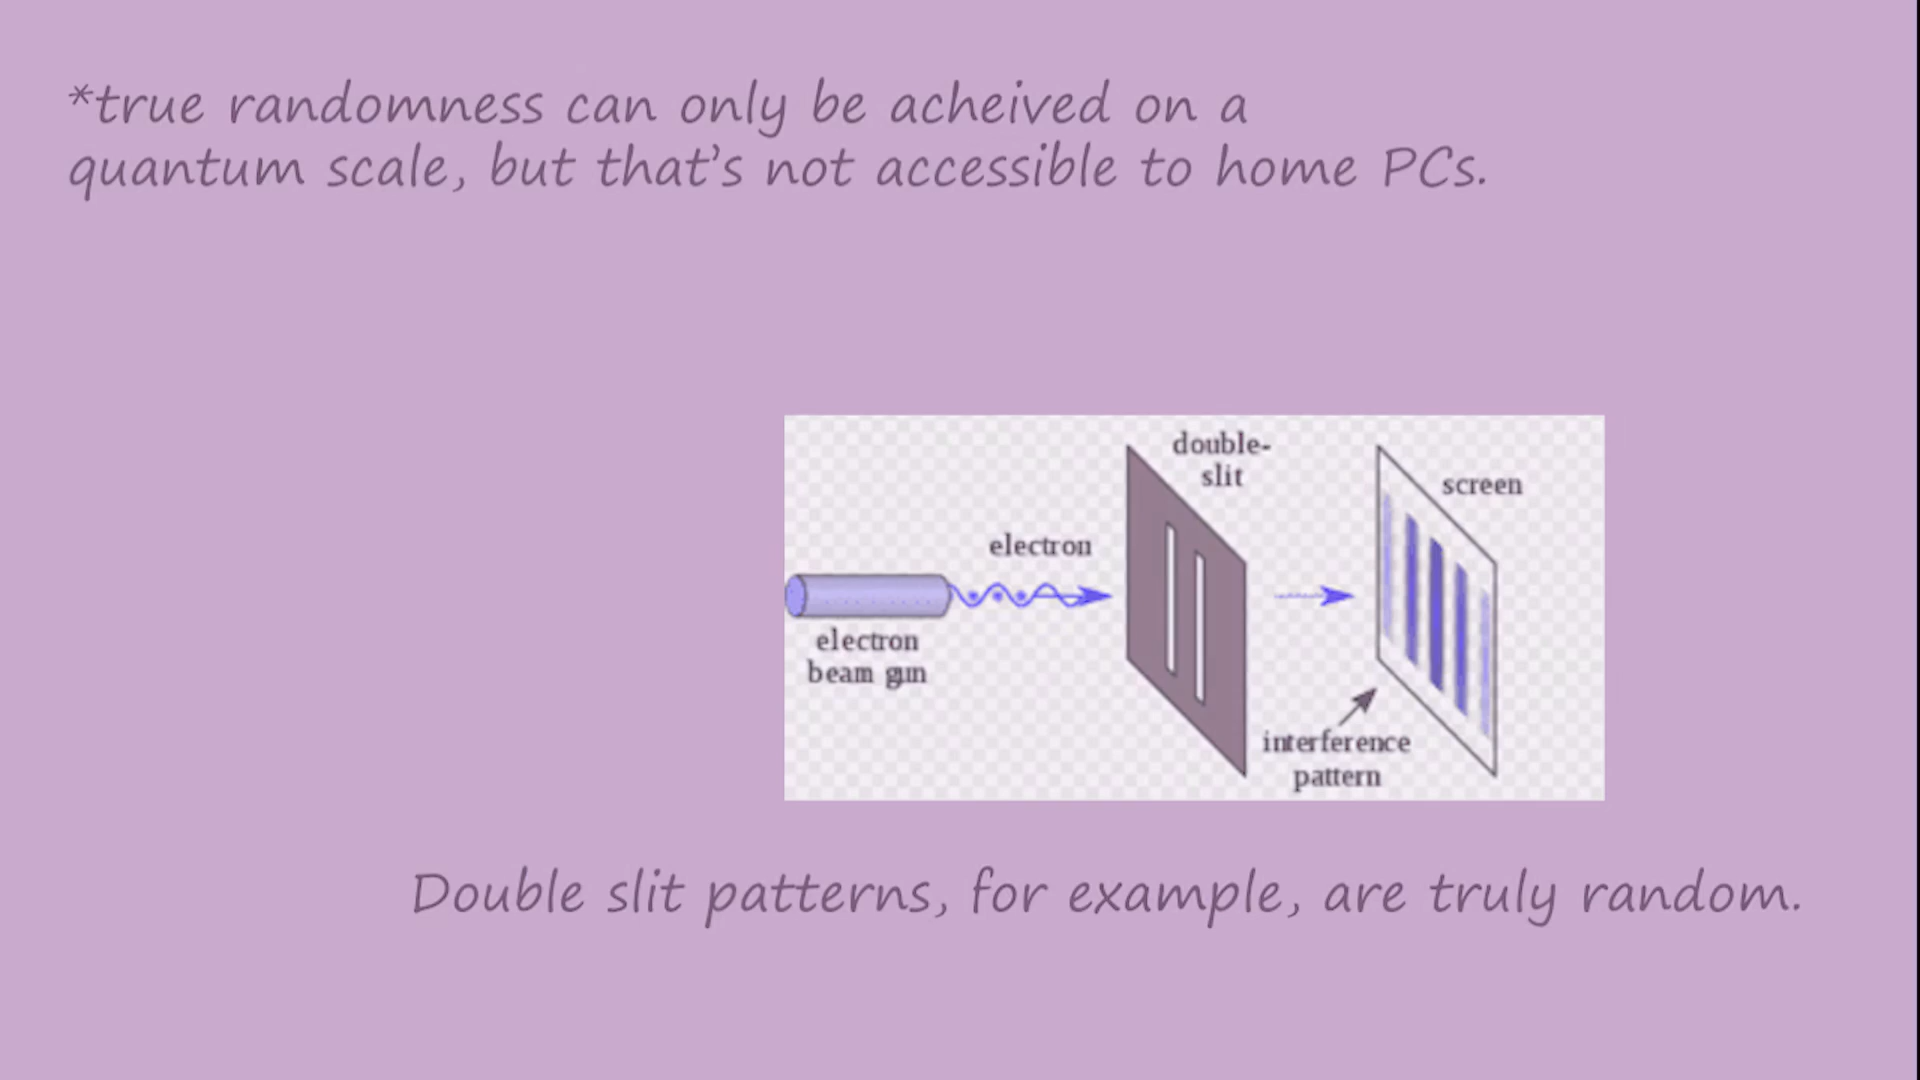 *true randomness can only be acheived on a
quantum scale, but that's not accessible to home PCs.
double-
slit
screen
electron
electron
beam gun
interference
pattern
Double slit patterns, for example, are truly random.